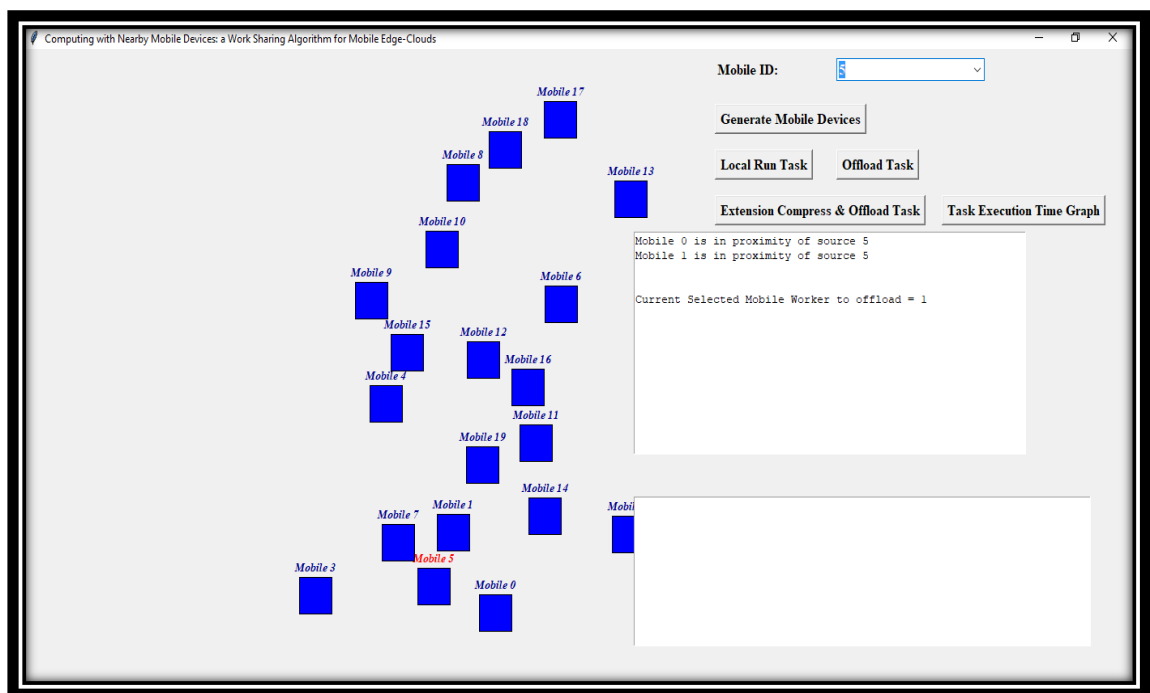 Computing with Nearby Mobile Devices: a Work Sharing Algorithm for Mobile Edge-Clouds
Mobile ID:
5
Generate Mobile Devices
Local Run Task
Offload Task
Extension Compress & Offload Task
Task Execution Time Graph
Mobile 17
Mobile 18
Mobile 8
Mobile 13
Mobile 10
Mobile 9
Mobile 6
Mobile 15
Mobile 12
Mobile 16
Mobile 4
Mobile 11
Mobile 19
Mobile 14
Mobile 1
Mobil
Mobile 7
Mobile 5
Mobile 3
Mobile 0
Mobile 0 is in proximity of source 5
Mobile 1 is in proximity of source 5
Current Selected Mobile Worker to offload = 1